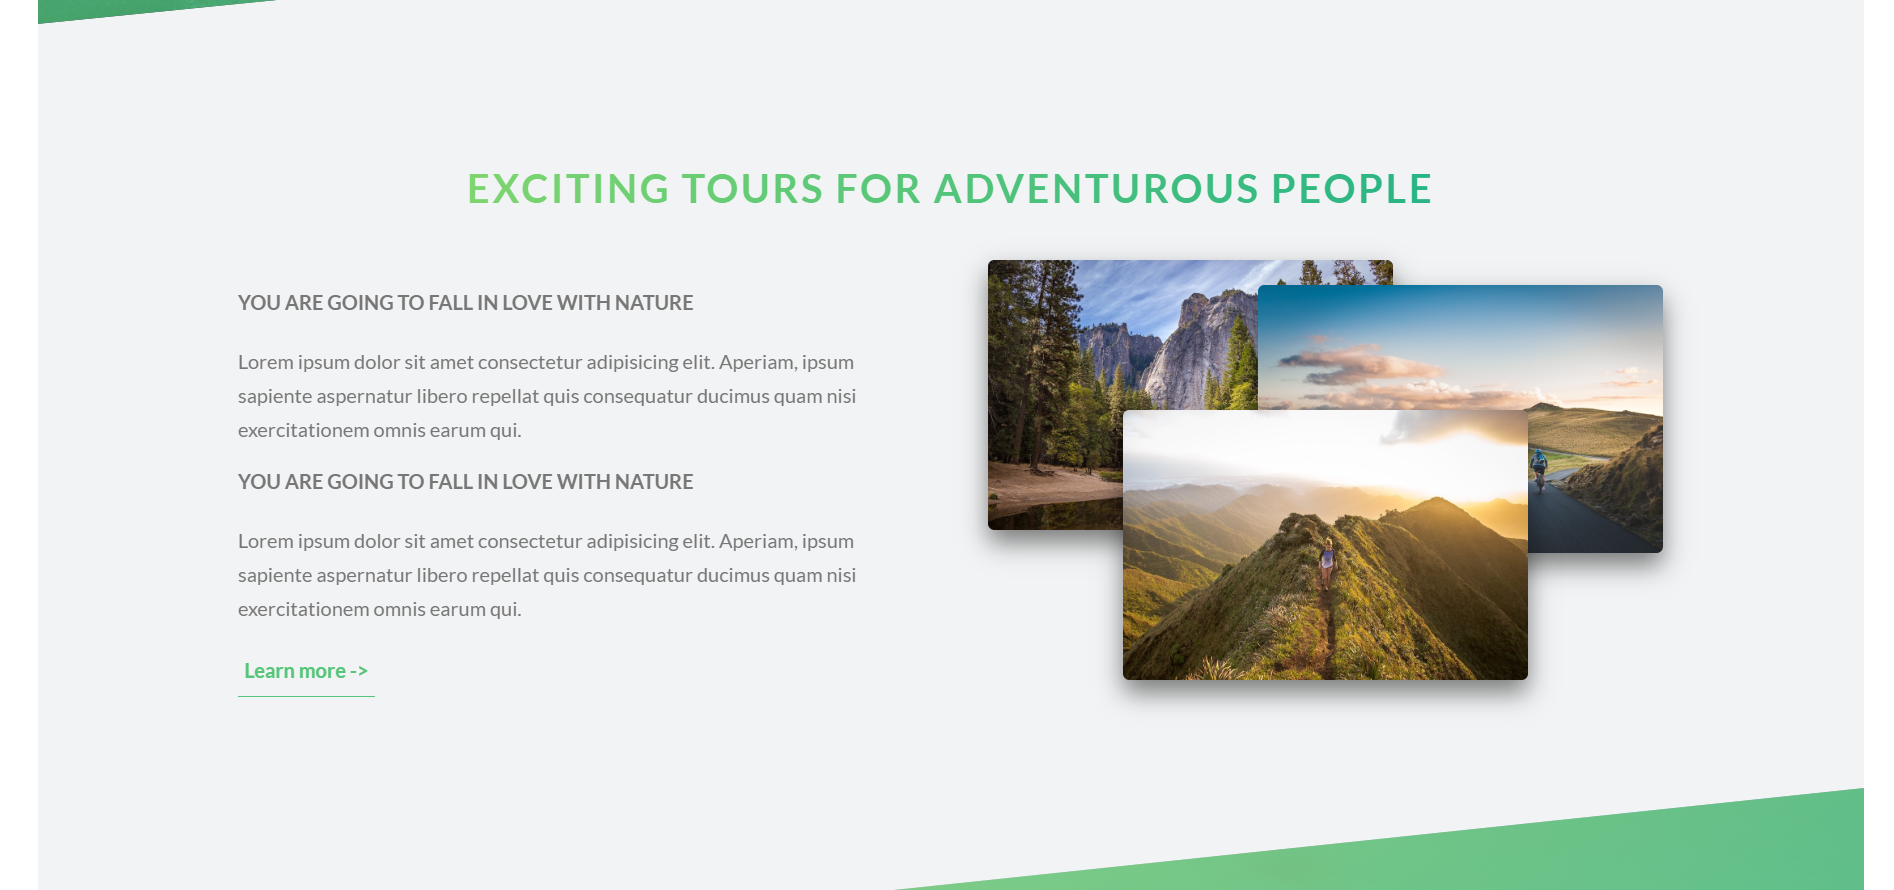 EXCITING TOURS FOR ADVENTUROUS PEOPLE
YOU ARE GOING TO FALL IN LOVE WITH NATURE
Lorem ipsum dolor sit amet consectetur adipisicing elit. Aperiam, ipsum
sapiente aspernatur libero repellat quis consequatur ducimus quam nisi
exercitationem omnis earum qui.
YOU ARE GOING TO FALL IN LOVE WITH NATURE
Lorem ipsum dolor sit amet consectetur adipisicing elit. Aperiam, ipsum
sapiente aspernatur libero repellat quis consequatur ducimus quam nisi
exercitationem omnis earum qui.
Learn more ->